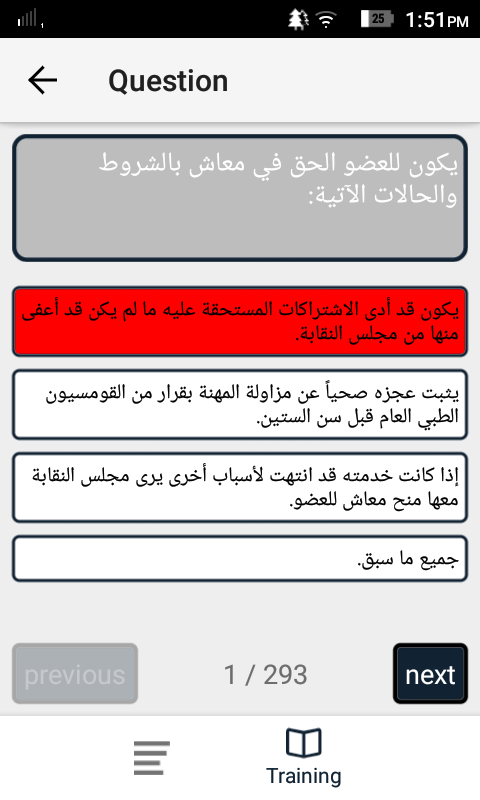 25
1:51PM
Question
يكون للعضو الحق في معاش بالشروط
والحالات الآتية:
يكون قد أدى الاشتراكات المستحقة عليه ما لم يكن قد أعفى
منها من مجلس النقابة.
يثبت عجزه صحياً عن مزاولة المهنة بقرار من القومسيون
الطبي العام قبل سن الستين.
إذا كانت خدمته قد انتهت لأسباب أخرى يرى مجلس النقابة
معها منح معاش للعضو.
جميع ما سبق.
previous
1 / 293
next
Training